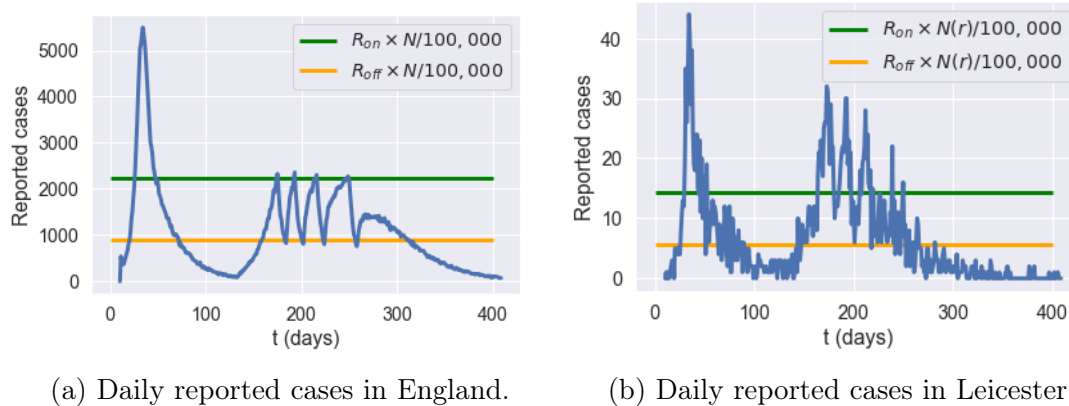 Reported cases
5000
4000
3000
2000
1000
0
R_on × N/100, 000
R_off × N/100, 000
0 100 200 300 400
t (days)
(a) Daily reported cases in England.
Reported cases
40
30
20
10
0
R_on × N(r)/100, 000
R_off × N(r)/100, 000
0 100 200 300 400
t (days)
(b) Daily reported cases in Leicester